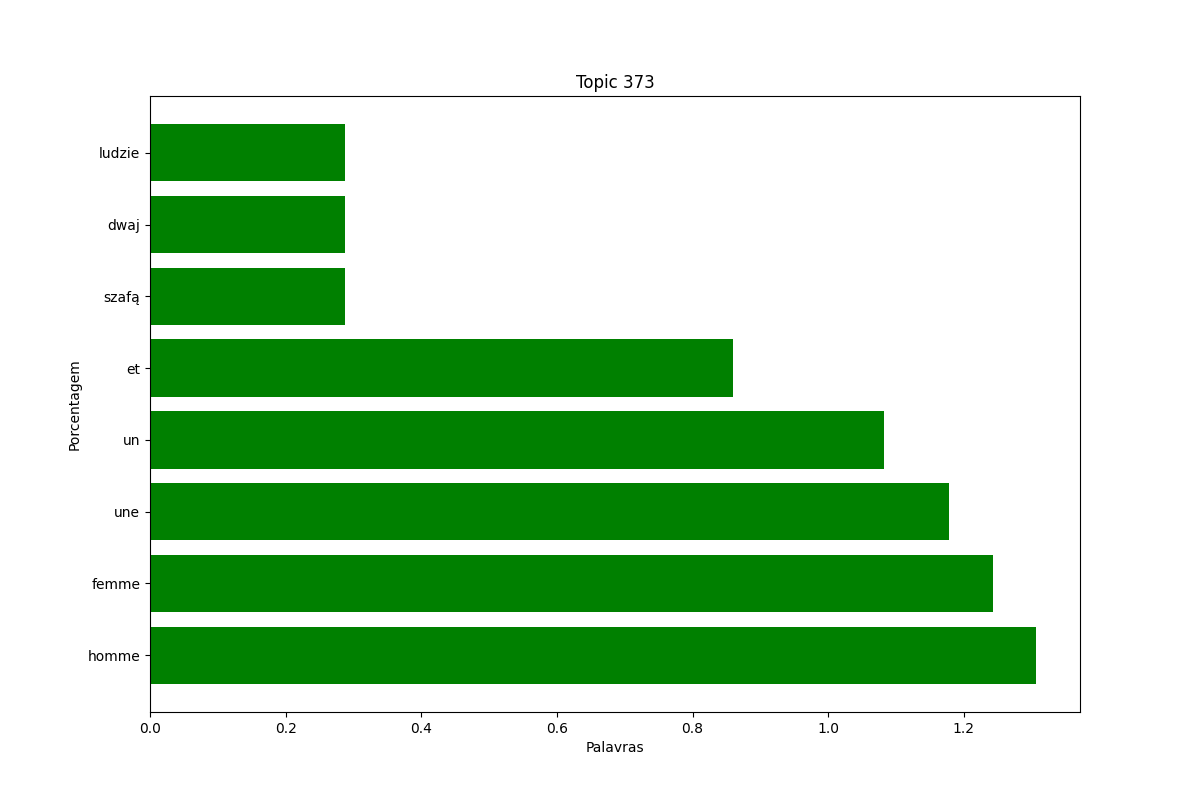 Topic 373
ludzie
dwaj
szafą
et
un
une
femme
homme
Porcentagem
0.0 0.2 0.4 0.6 0.8 1.0 1.2
Palavras